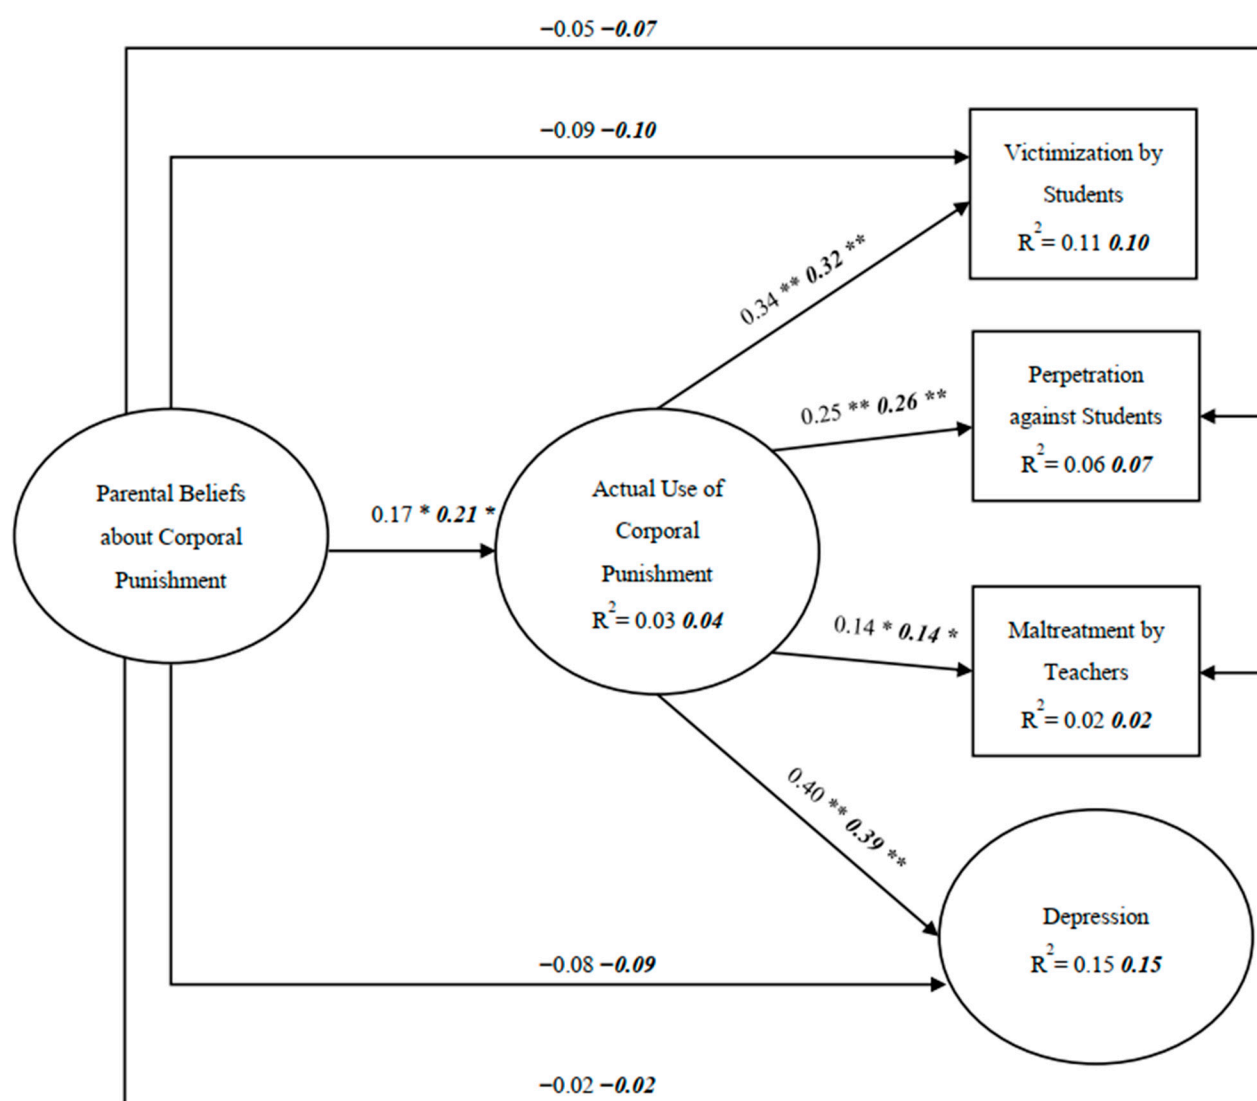 −0.05 −0.07
−0.09 −0.10
Victimization by
Students
R²= 0.11 0.10
0.34 ** 0.32 **
Perpetration
against Students
R²= 0.06 0.07
0.25 ** 0.26 **
Parental Beliefs
about Corporal
Punishment
0.17 * 0.21 *
Actual Use of
Corporal
Punishment
R²= 0.03 0.04
0.14 * 0.14 *
Maltreatment by
Teachers
R²= 0.02 0.02
0.40 ** 0.39 **
Depression
R²= 0.15 0.15
−0.08 −0.09
−0.02 −0.02